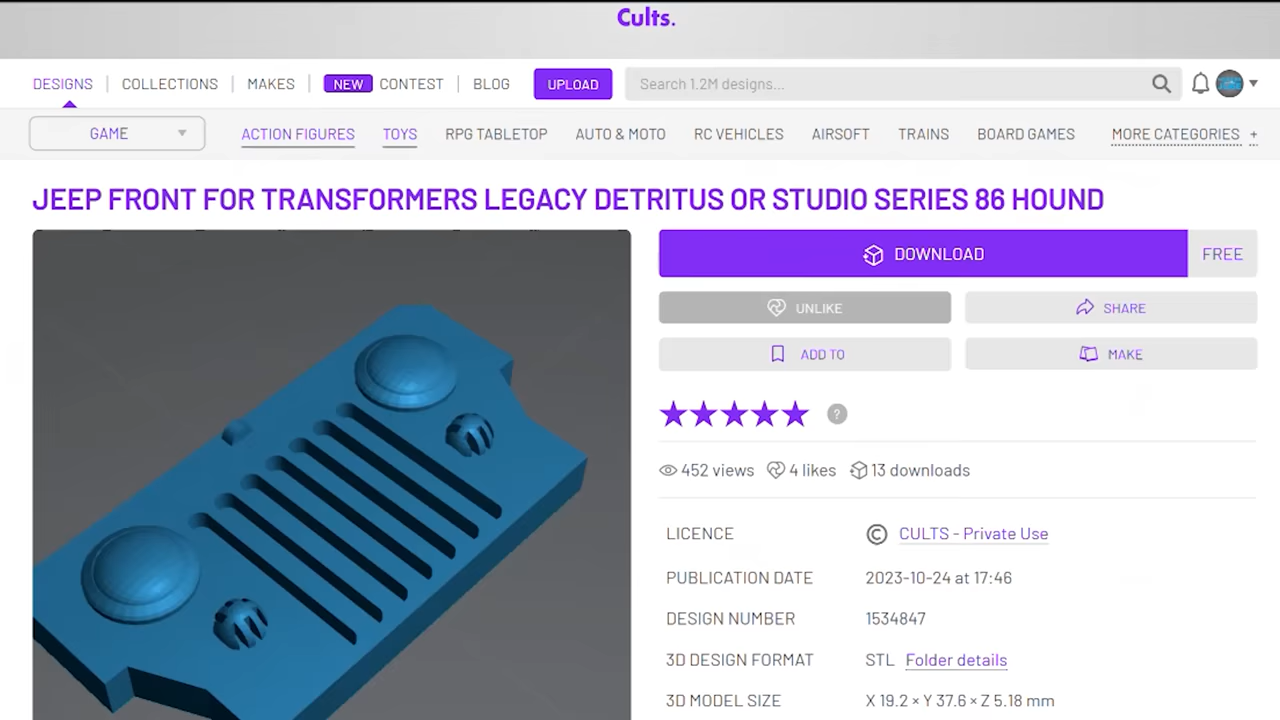 Cults.
DESIGNS COLLECTIONS MAKES NEW CONTEST BLOG UPLOAD Search 1.2M designs...
GAME ACTION FIGURES TOYS RPG TABLETOP AUTO & MOTO RC VEHICLES AIRSOFT TRAINS BOARD GAMES MORE CATEGORIES +
JEEP FRONT FOR TRANSFORMERS LEGACY DETRITUS OR STUDIO SERIES 86 HOUND
DOWNLOAD FREE
UNLIKE SHARE
ADD TO MAKE
?
452 views 4 likes 13 downloads
LICENCE © CULTS - Private Use
PUBLICATION DATE 2023-10-24 at 17:46
DESIGN NUMBER 1534847
3D DESIGN FORMAT STL Folder details
3D MODEL SIZE X 19.2 × Y 37.6 × Z 5.18 mm